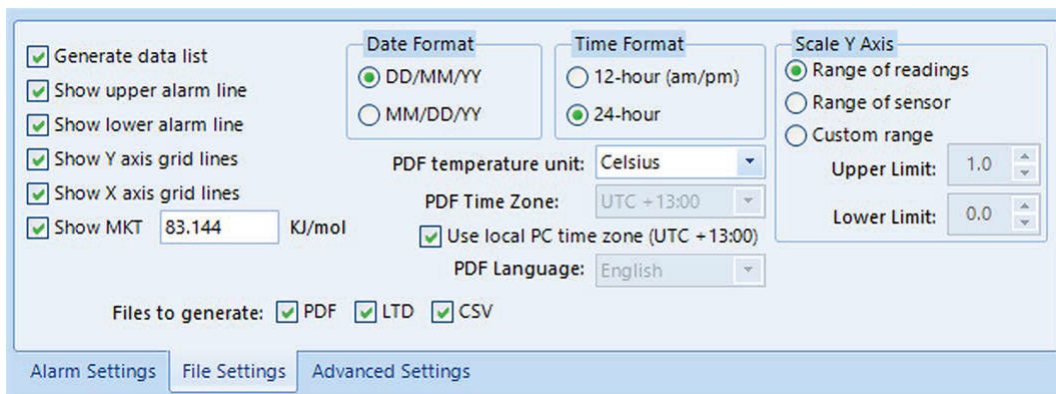 Generate data list
Show upper alarm line
Show lower alarm line
Show Y axis grid lines
Show X axis grid lines
Show MKT 83.144 KJ/mol
Date Format
DD/MM/YY
MM/DD/YY
Time Format
12-hour (am/pm)
24-hour
PDF temperature unit: Celsius
PDF Time Zone: UTC +13:00
Use local PC time zone (UTC +13:00)
PDF Language: English
Scale Y Axis
Range of readings
Range of sensor
Custom range
Upper Limit: 1.0
Lower Limit: 0.0
Files to generate: PDF LTD CSV
Alarm Settings File Settings Advanced Settings